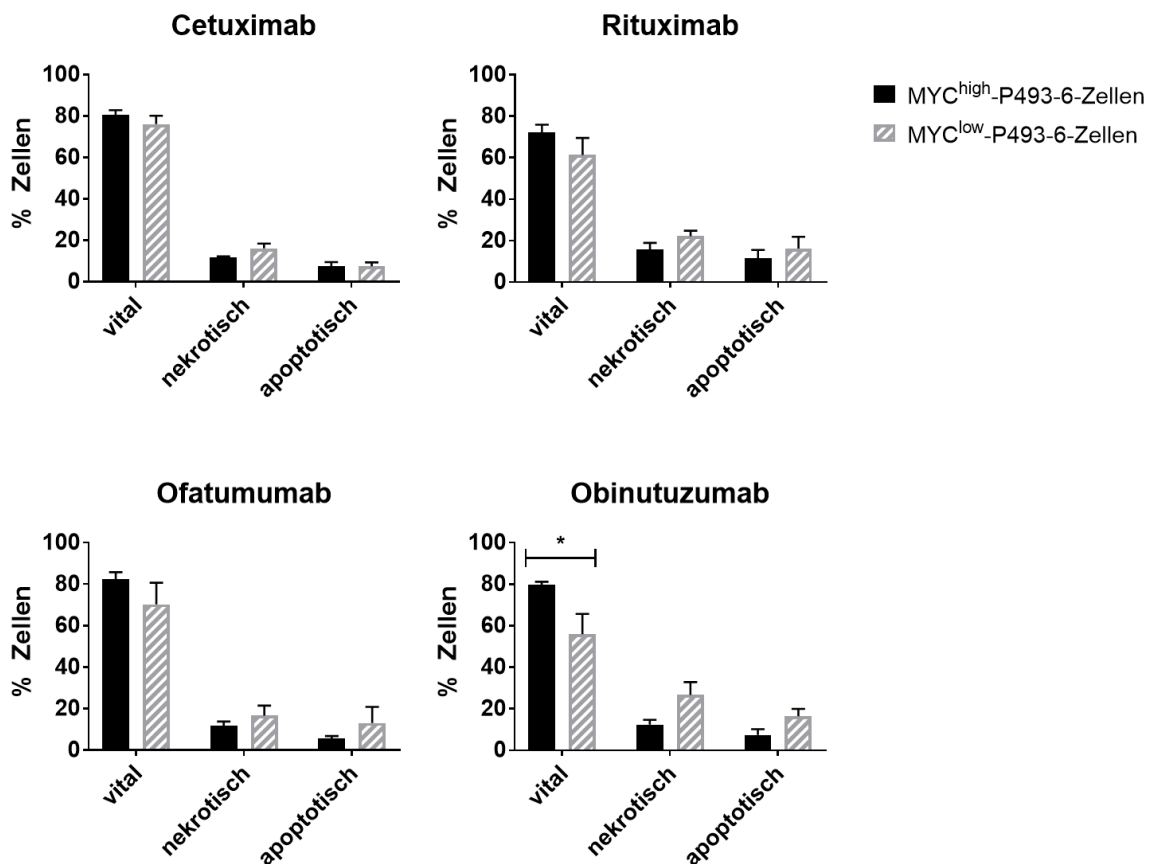 Cetuximab
100
80
60
40
20
0
% Zellen
vital
nekrotisch
apoptotisch
Rituximab
100
80
60
40
20
0
% Zellen
vital
nekrotisch
apoptotisch
MYChigh-P493-6-Zellen
MYClow-P493-6-Zellen
Ofatumumab
100
80
60
40
20
0
% Zellen
vital
nekrotisch
apoptotisch
Obinutuzumab
100
80
60
40
20
0
% Zellen
*
vital
nekrotisch
apoptotisch